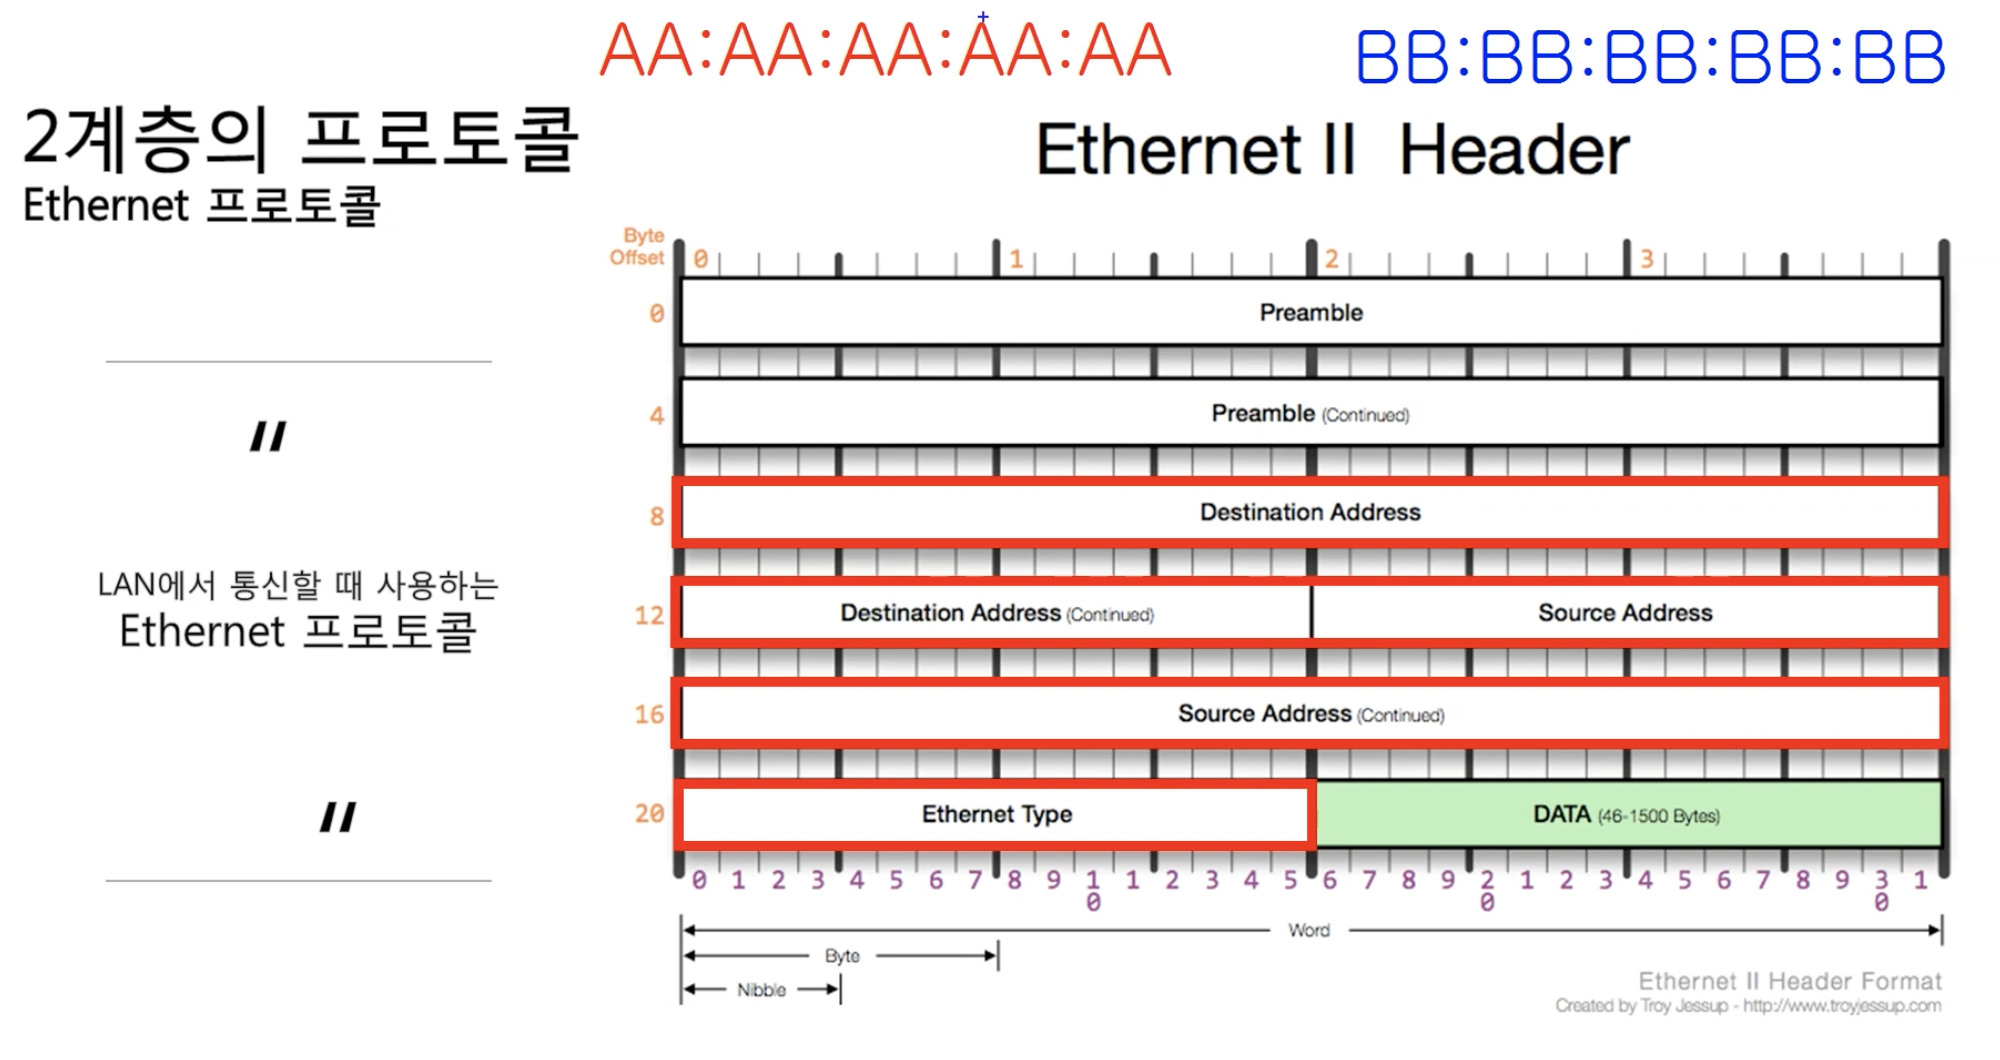 AA:AA:AA:AA:AA
BB:BB:BB:BB:BB
2계층의 프로토콜
Ethernet 프로토콜
“
LAN에서 통신할 때 사용하는
Ethernet 프로토콜
”
Ethernet II Header
Byte
Offset
0 1 2 3
0 Preamble
4 Preamble (Continued)
8 Destination Address
12 Destination Address (Continued) Source Address
16 Source Address (Continued)
20 Ethernet Type DATA (46-1500 Bytes)
0 1 2 3 4 5 6 7 8 9 10 1 2 3 4 5 6 7 8 9 20 1 2 3 4 5 6 7 8 9 30 1
Word
Byte
Nibble
Ethernet II Header Format
Created by Troy Jessup - http://www.troyjessup.com